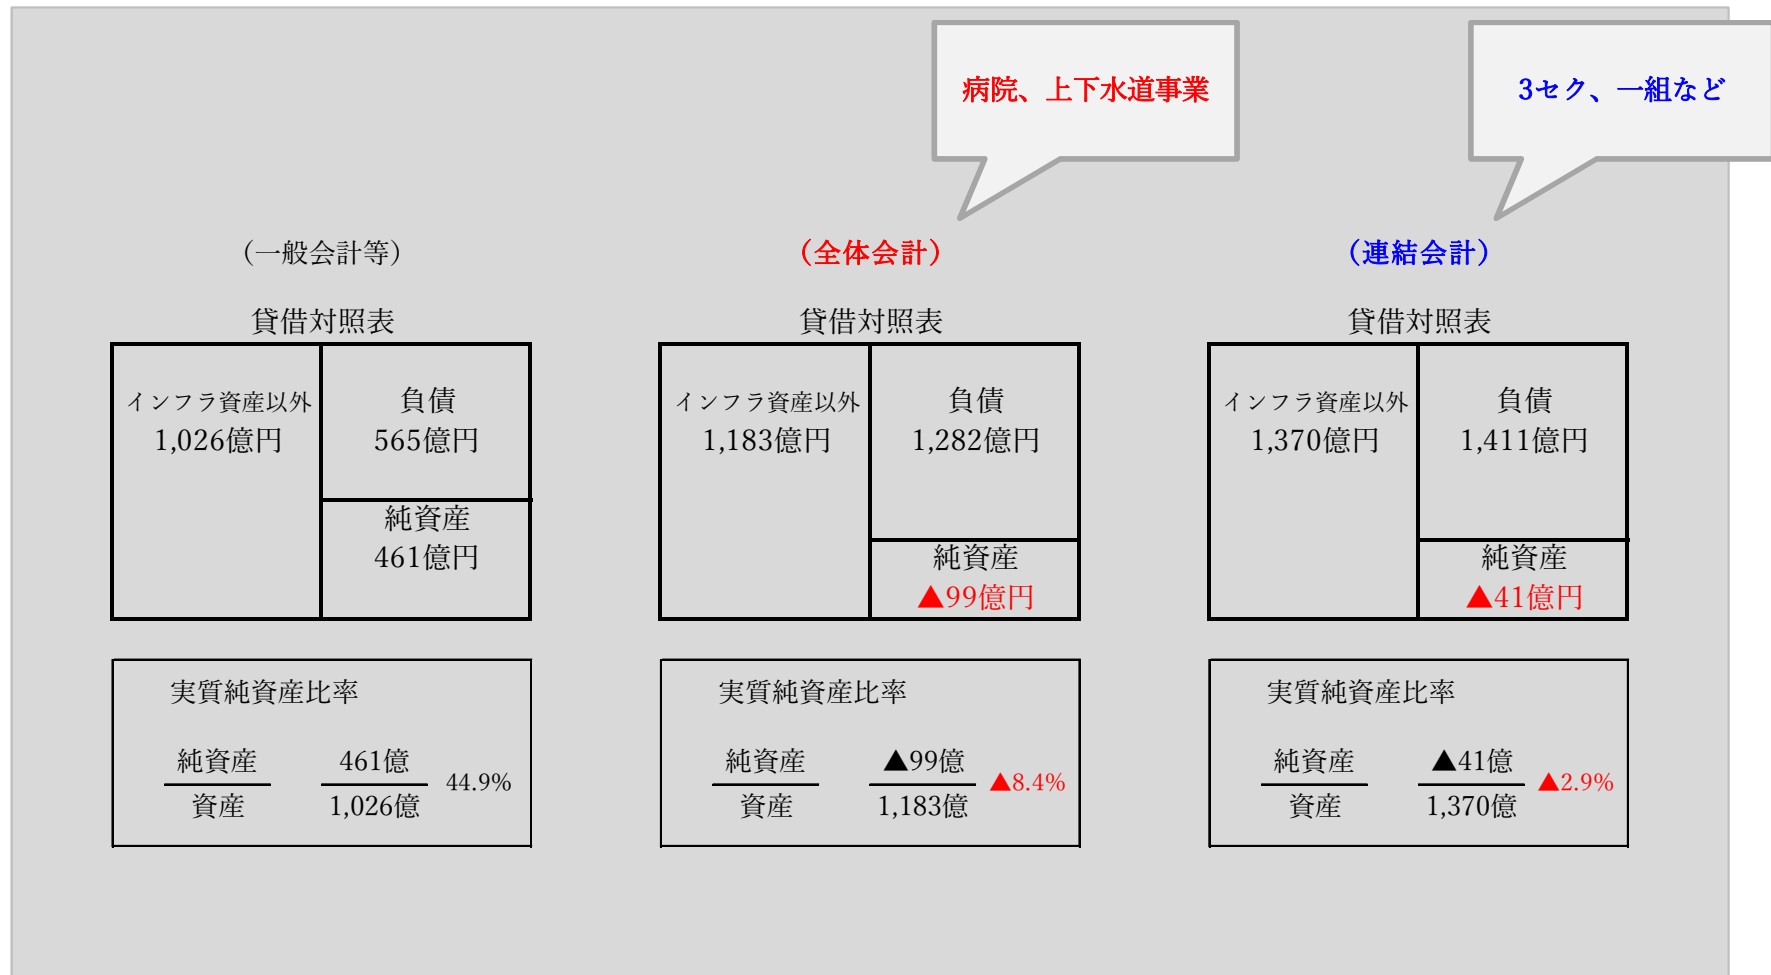 病院、上下水道事業
3セク、一組など
（一般会計等）
貸借対照表
インフラ資産以外
1,026億円
負債
565億円
純資産
461億円
実質純資産比率
純資産
資産
461億
1,026億
44.9%
（全体会計）
貸借対照表
インフラ資産以外
1,183億円
負債
1,282億円
純資産
▲99億円
実質純資産比率
純資産
資産
▲99億
1,183億
▲8.4%
（連結会計）
貸借対照表
インフラ資産以外
1,370億円
負債
1,411億円
純資産
▲41億円
実質純資産比率
純資産
資産
▲41億
1,370億
▲2.9%